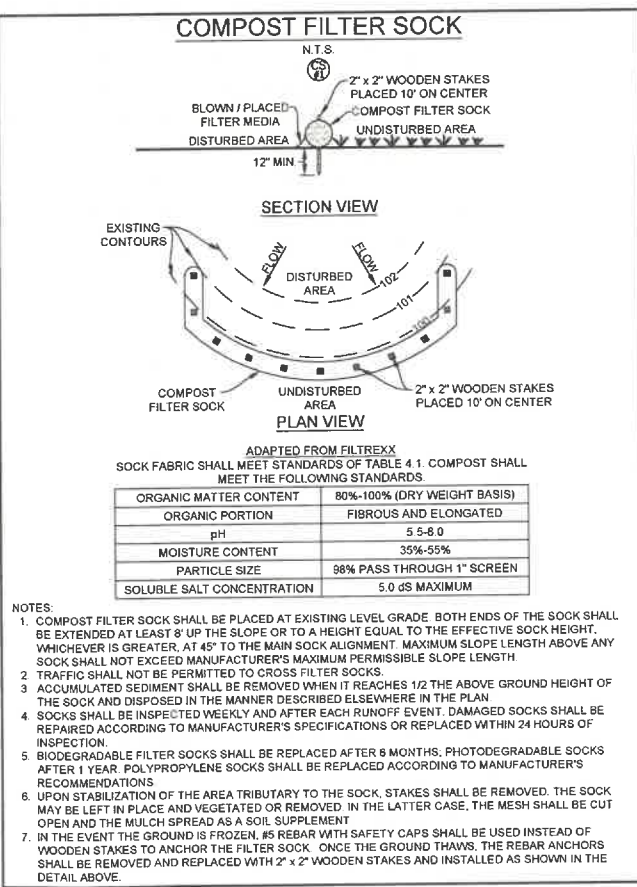 COMPOST FILTER SOCK
N.T.S.
CS
#1
2" x 2" WOODEN STAKES
PLACED 10' ON CENTER
BLOWN / PLACED
FILTER MEDIA
COMPOST FILTER SOCK
DISTURBED AREA
UNDISTURBED AREA
12" MIN
SECTION VIEW
EXISTING
CONTOURS
FLOW
FLOW
DISTURBED
AREA
102
101
100
COMPOST
FILTER SOCK
UNDISTURBED
AREA
2" x 2" WOODEN STAKES
PLACED 10' ON CENTER
PLAN VIEW
ADAPTED FROM FILTREXX
SOCK FABRIC SHALL MEET STANDARDS OF TABLE 4.1. COMPOST SHALL
MEET THE FOLLOWING STANDARDS.
ORGANIC MATTER CONTENT 80%-100% (DRY WEIGHT BASIS)
ORGANIC PORTION FIBROUS AND ELONGATED
pH 5.5-8.0
MOISTURE CONTENT 35%-55%
PARTICLE SIZE 98% PASS THROUGH 1" SCREEN
SOLUBLE SALT CONCENTRATION 5.0 dS MAXIMUM
NOTES:
1. COMPOST FILTER SOCK SHALL BE PLACED AT EXISTING LEVEL GRADE. BOTH ENDS OF THE SOCK SHALL
BE EXTENDED AT LEAST 8' UP THE SLOPE OR TO A HEIGHT EQUAL TO THE EFFECTIVE SOCK HEIGHT,
WHICHEVER IS GREATER, AT 45° TO THE MAIN SOCK ALIGNMENT. MAXIMUM SLOPE LENGTH ABOVE ANY
SOCK SHALL NOT EXCEED MANUFACTURER'S MAXIMUM PERMISSIBLE SLOPE LENGTH.
2 TRAFFIC SHALL NOT BE PERMITTED TO CROSS FILTER SOCKS.
3 ACCUMULATED SEDIMENT SHALL BE REMOVED WHEN IT REACHES 1/2 THE ABOVE GROUND HEIGHT OF
THE SOCK AND DISPOSED IN THE MANNER DESCRIBED ELSEWHERE IN THE PLAN
4. SOCKS SHALL BE INSPECTED WEEKLY AND AFTER EACH RUNOFF EVENT. DAMAGED SOCKS SHALL BE
REPAIRED ACCORDING TO MANUFACTURER'S SPECIFICATIONS OR REPLACED WITHIN 24 HOURS OF
INSPECTION.
5. BIODEGRADABLE FILTER SOCKS SHALL BE REPLACED AFTER 6 MONTHS; PHOTODEGRADABLE SOCKS
AFTER 1 YEAR. POLYPROPYLENE SOCKS SHALL BE REPLACED ACCORDING TO MANUFACTURER'S
RECOMMENDATIONS
6. UPON STABILIZATION OF THE AREA TRIBUTARY TO THE SOCK, STAKES SHALL BE REMOVED. THE SOCK
MAY BE LEFT IN PLACE AND VEGETATED OR REMOVED. IN THE LATTER CASE, THE MESH SHALL BE CUT
OPEN AND THE MULCH SPREAD AS A SOIL SUPPLEMENT
7. IN THE EVENT THE GROUND IS FROZEN, #5 REBAR WITH SAFETY CAPS SHALL BE USED INSTEAD OF
WOODEN STAKES TO ANCHOR THE FILTER SOCK. ONCE THE GROUND THAWS, THE REBAR ANCHORS
SHALL BE REMOVED AND REPLACED WITH 2" x 2" WOODEN STAKES AND INSTALLED AS SHOWN IN THE
DETAIL ABOVE.